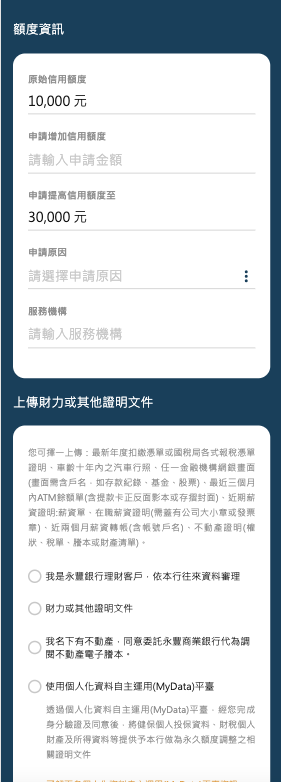 額度資訊
原始信用額度
10,000 元
申請增加信用額度
請輸入申請金額
申請提高信用額度至
30,000 元
申請原因
請選擇申請原因
服務機構
請輸入服務機構
上傳財力或其他證明文件
您可擇一上傳：最新年度扣繳憑單或國稅局各式報稅憑單
證明、車齡十年內之汽車行照、任一金融機構網銀畫面
(畫面需含戶名，如存款紀錄、基金、股票)、最近三個月
內ATM餘額單(含提款卡正反面影本或存摺封面)、近期薪
資證明:薪資單、在職薪資證明(需蓋有公司大小章或發票
章)、近兩個月薪資轉帳(含帳號戶名)、不動產證明(權
狀、稅單、謄本或財產清單)。
我是永豐銀行理財客戶，依本行往來資料審理
財力或其他證明文件
我名下有不動產，同意委託永豐商業銀行代為調
閱不動產電子謄本。
使用個人化資料自主運用(MyData)平臺
透過個人化資料自主運用(MyData)平臺，經您完成
身分驗證及同意後，將健保個人投保資料、財稅個人
財產及所得資料等提供予本行做為永久額度調整之相
關證明文件